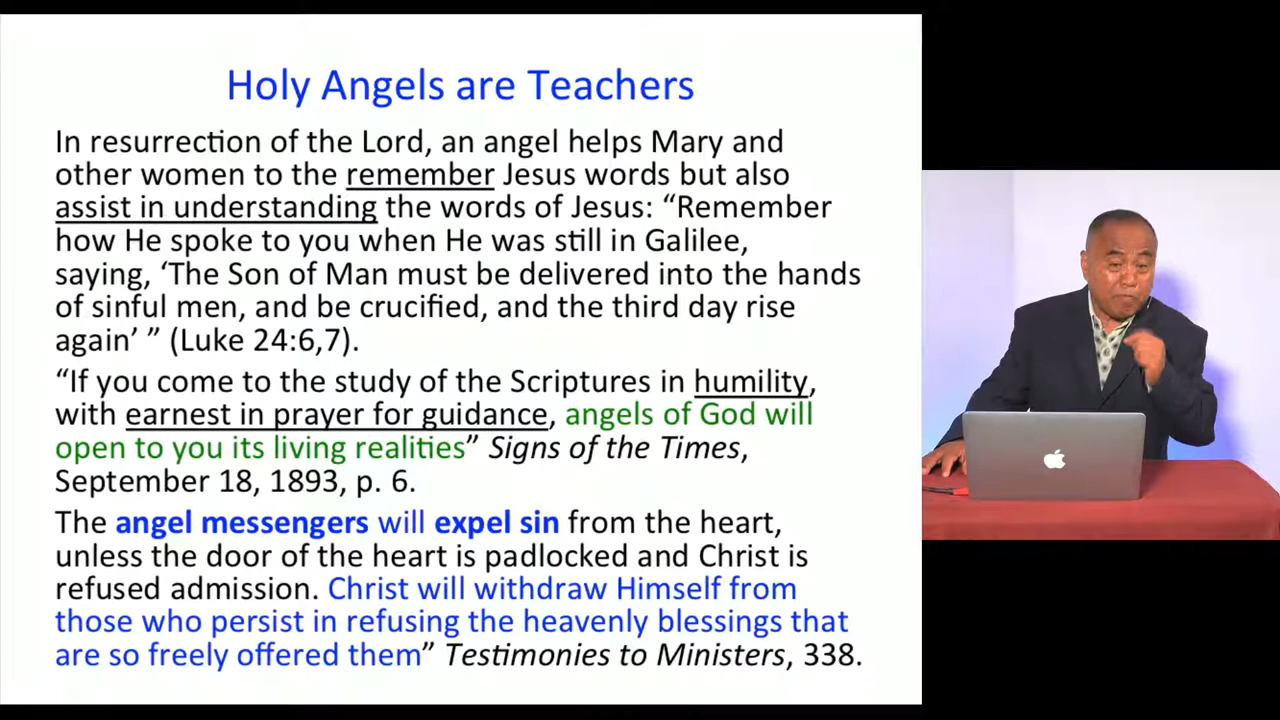 Holy Angels are Teachers
In resurrection of the Lord, an angel helps Mary and
other women to the remember Jesus words but also
assist in understanding the words of Jesus: “Remember
how He spoke to you when He was still in Galilee,
saying, ‘The Son of Man must be delivered into the hands
of sinful men, and be crucified, and the third day rise
again’ ” (Luke 24:6,7).
“If you come to the study of the Scriptures in humility,
with earnest in prayer for guidance, angels of God will
open to you its living realities” Signs of the Times,
September 18, 1893, p. 6.
The angel messengers will expel sin from the heart,
unless the door of the heart is padlocked and Christ is
refused admission. Christ will withdraw Himself from
those who persist in refusing the heavenly blessings that
are so freely offered them” Testimonies to Ministers, 338.